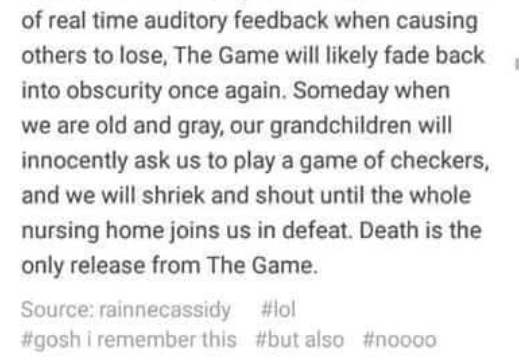 of real time auditory feedback when causing
others to lose, The Game will likely fade back
into obscurity once again. Someday when
we are old and gray, our grandchildren will
innocently ask us to play a game of checkers,
and we will shriek and shout until the whole
nursing home joins us in defeat. Death is the
only release from The Game.
Source: rainnecassidy #lol
#gosh i remember this #but also #noooo